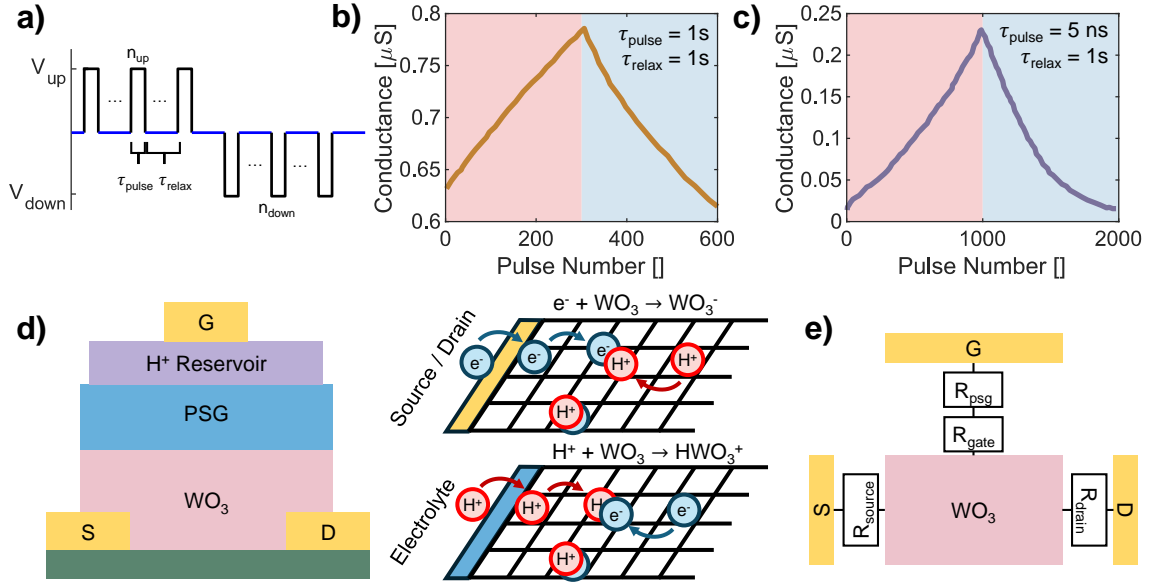 a)
V_up
n_up
...
...
τ_pulse
τ_relax
V_down
...
...
n_down
b)
Conductance [μS]
0.8
0.75
0.7
0.65
0.6
τ_pulse = 1s
τ_relax = 1s
0
200
400
600
Pulse Number []
c)
Conductance [μS]
0.25
0.2
0.15
0.1
0.05
0
τ_pulse = 5 ns
τ_relax = 1s
0
1000
2000
Pulse Number []
d)
G
H⁺ Reservoir
PSG
WO₃
S
D
e⁻ + WO₃ → WO₃⁻
Source / Drain
e⁻
e⁻
e⁻
H⁺
H⁺
H⁺
H⁺ + WO₃ → HWO₃⁺
Electrolyte
H⁺
H⁺
H⁺
e⁻
e⁻
H⁺
e)
G
R_psg
R_gate
S
R_source
WO₃
R_drain
D